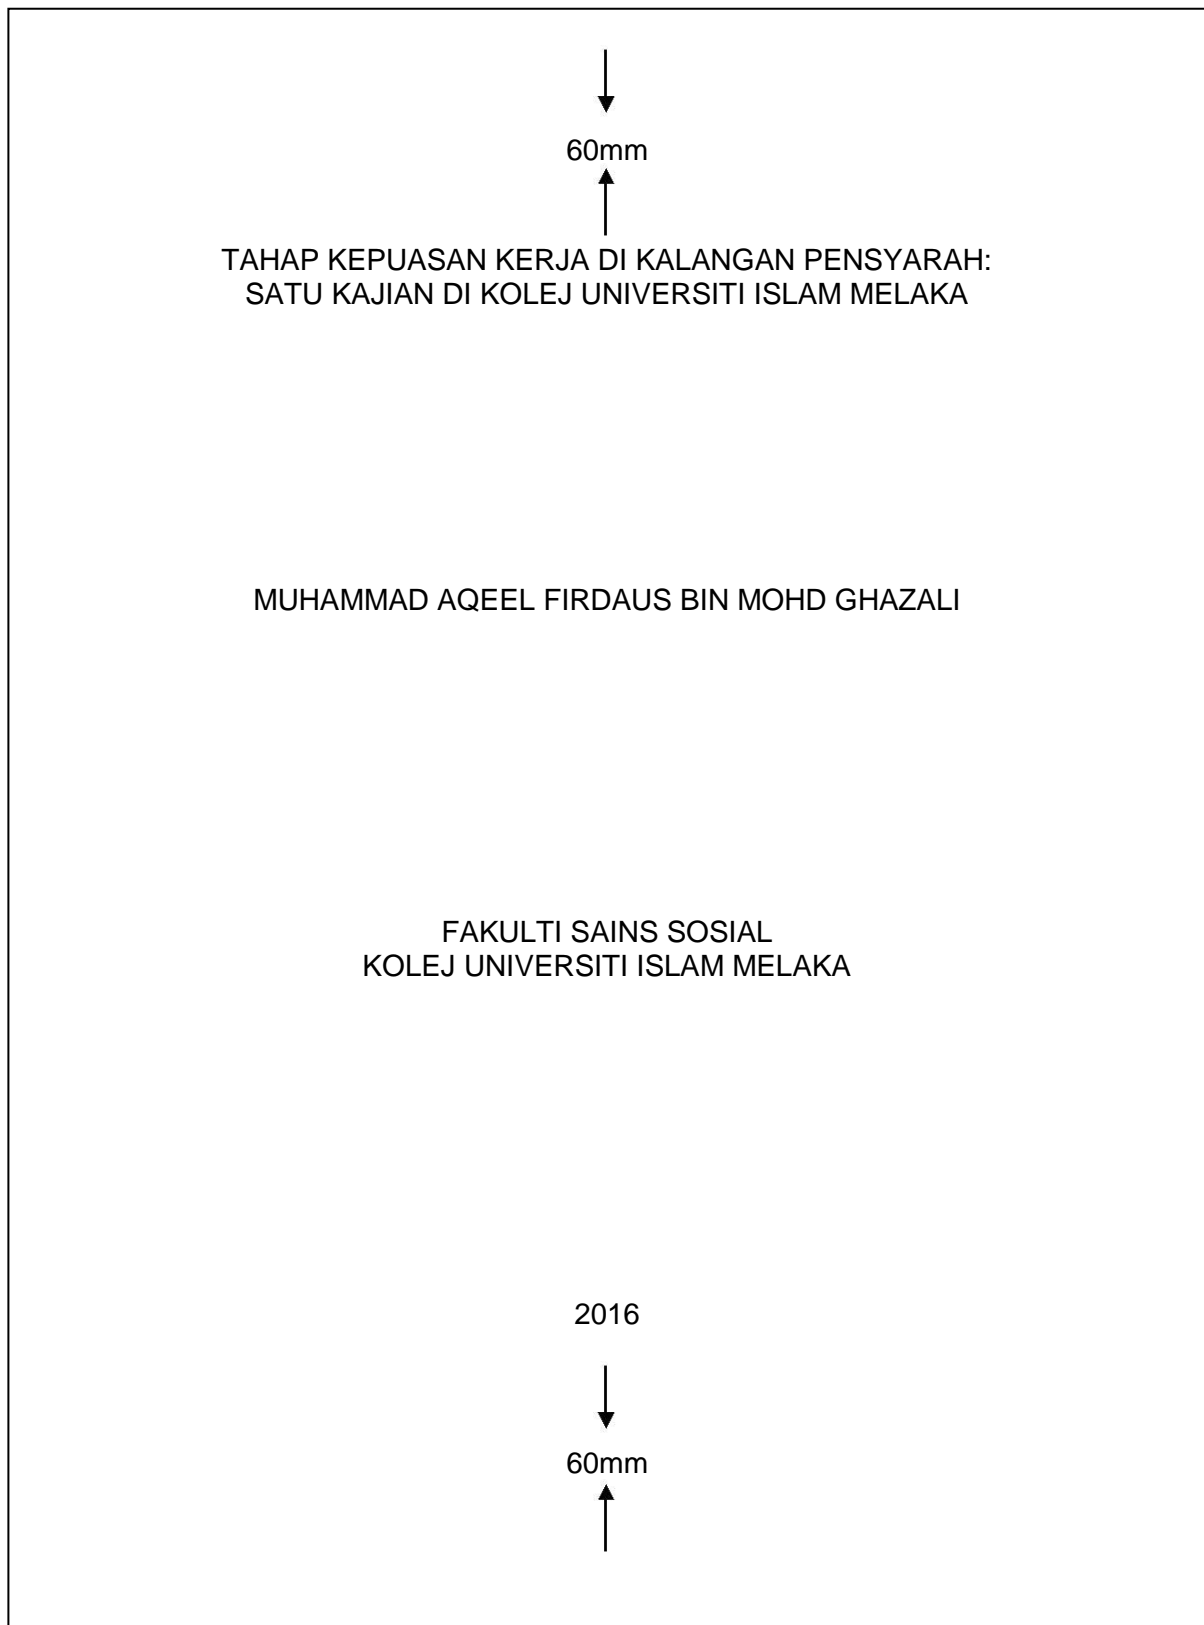 60mm
TAHAP KEPUASAN KERJA DI KALANGAN PENSYARAH:
SATU KAJIAN DI KOLEJ UNIVERSITI ISLAM MELAKA
MUHAMMAD AQEEL FIRDAUS BIN MOHD GHAZALI
FAKULTI SAINS SOSIAL
KOLEJ UNIVERSITI ISLAM MELAKA
2016
60mm